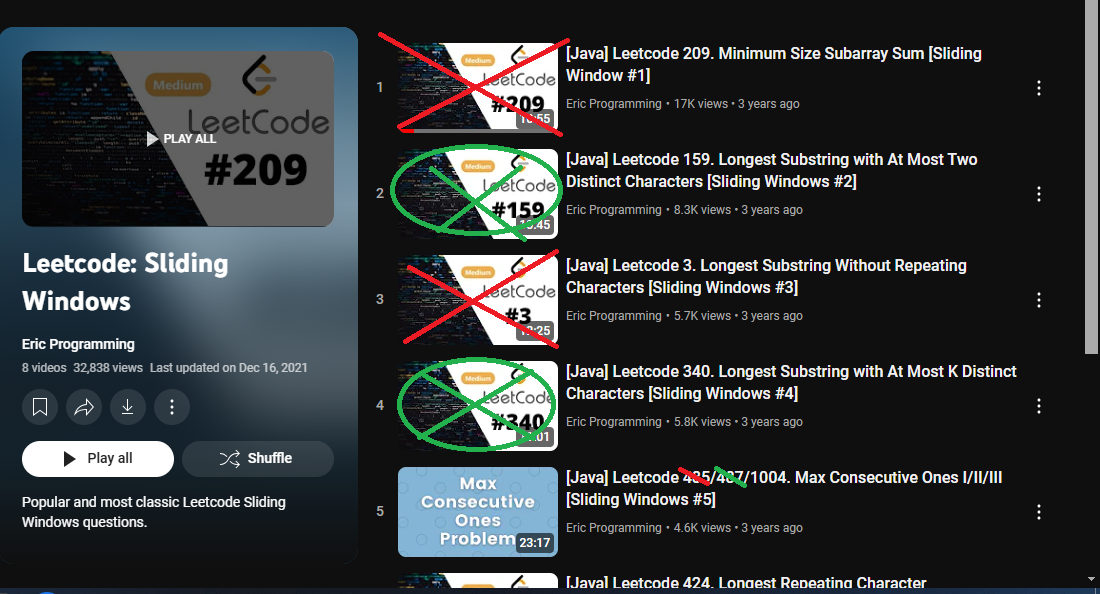 Medium
LeetCode
#209
PLAY ALL
Leetcode: Sliding
Windows
Eric Programming
8 videos 32,838 views Last updated on Dec 16, 2021
Play all
Shuffle
Popular and most classic Leetcode Sliding
Windows questions.
1
Medium
LeetCode
#209
[Java] Leetcode 209. Minimum Size Subarray Sum [Sliding
Window #1]
Eric Programming • 17K views • 3 years ago
2
Medium
LeetCode
#159
[Java] Leetcode 159. Longest Substring with At Most Two
Distinct Characters [Sliding Windows #2]
Eric Programming • 8.3K views • 3 years ago
3
Medium
LeetCode
#3
[Java] Leetcode 3. Longest Substring Without Repeating
Characters [Sliding Windows #3]
Eric Programming • 5.7K views • 3 years ago
4
Medium
LeetCode
#340
[Java] Leetcode 340. Longest Substring with At Most K Distinct
Characters [Sliding Windows #4]
Eric Programming • 5.8K views • 3 years ago
5
Max
Consecutive
Ones
Problem
23:17
[Java] Leetcode 485/487/1004. Max Consecutive Ones I/II/III
[Sliding Windows #5]
Eric Programming • 4.6K views • 3 years ago
[Java] Leetcode 424. Longest Repeating Character